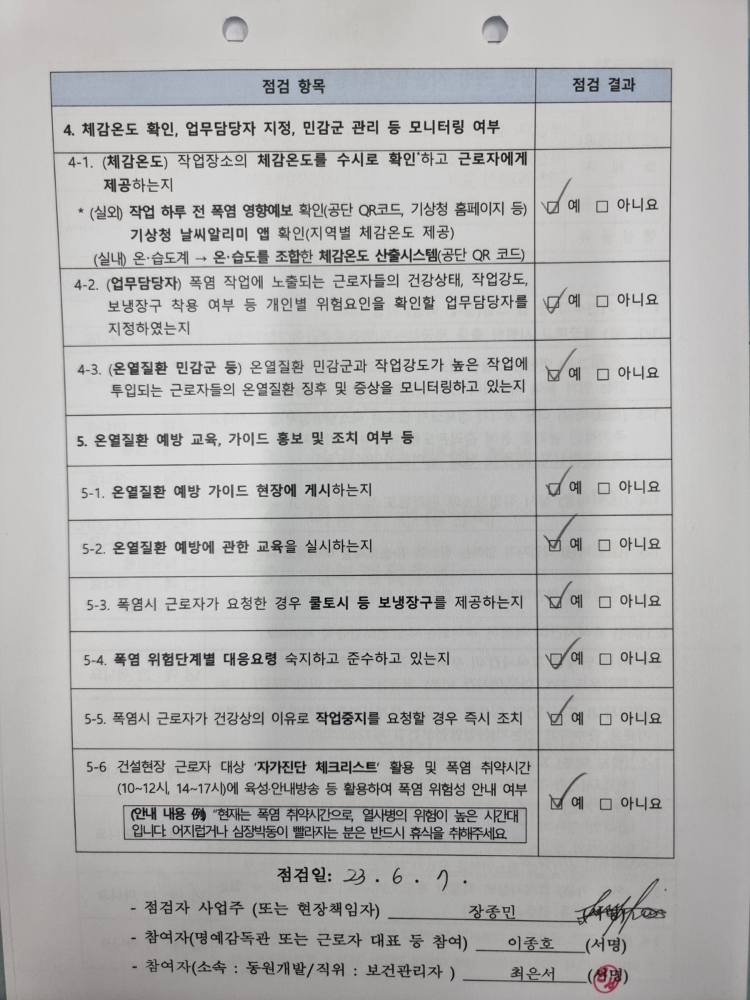 점검 항목 점검 결과
4. 체감온도 확인, 업무담당자 지정, 민감군 관리 등 모니터링 여부
4-1. (체감온도) 작업장소의 체감온도를 수시로 확인*하고 근로자에게
제공하는지
☑ 예 □ 아니요
* (실외) 작업 하루 전 폭염 영향예보 확인(공단 QR코드, 기상청 홈페이지 등)
기상청 날씨알리미 앱 확인(지역별 체감온도 제공)
(실내) 온·습도계 → 온·습도를 조합한 체감온도 산출시스템(공단 QR 코드)
4-2. (업무담당자) 폭염 작업에 노출되는 근로자들의 건강상태, 작업강도,
보냉장구 착용 여부 등 개인별 위험요인을 확인할 업무담당자를
지정하였는지
☑ 예 □ 아니요
4-3. (온열질환 민감군 등) 온열질환 민감군과 작업강도가 높은 작업에
투입되는 근로자들의 온열질환 징후 및 증상을 모니터링하고 있는지
☑ 예 □ 아니요
5. 온열질환 예방 교육, 가이드 홍보 및 조치 여부 등
5-1. 온열질환 예방 가이드 현장에 게시하는지 ☑ 예 □ 아니요
5-2. 온열질환 예방에 관한 교육을 실시하는지 ☑ 예 □ 아니요
5-3. 폭염시 근로자가 요청한 경우 쿨토시 등 보냉장구를 제공하는지 ☑ 예 □ 아니요
5-4. 폭염 위험단계별 대응요령 숙지하고 준수하고 있는지 ☑ 예 □ 아니요
5-5. 폭염시 근로자가 건강상의 이유로 작업중지를 요청할 경우 즉시 조치 ☑ 예 □ 아니요
5-6 건설현장 근로자 대상 '자가진단 체크리스트' 활용 및 폭염 취약시간
(10~12시, 14~17시)에 육성·안내방송 등 활용하여 폭염 위험성 안내 여부
☑ 예 □ 아니요
(안내 내용 例) "현재는 폭염 취약시간으로, 열사병의 위험이 높은 시간대
입니다. 어지럽거나 심장박동이 빨라지는 분은 반드시 휴식을 취해주세요.
점검일: 23 . 6 . 7 .
- 점검자 사업주 (또는 현장책임자) 장종민
- 참여자(명예감독관 또는 근로자 대표 등 참여) 이종호 (서명)
- 참여자(소속 : 동원개발/직위 : 보건관리자 ) 최은서 (서명)